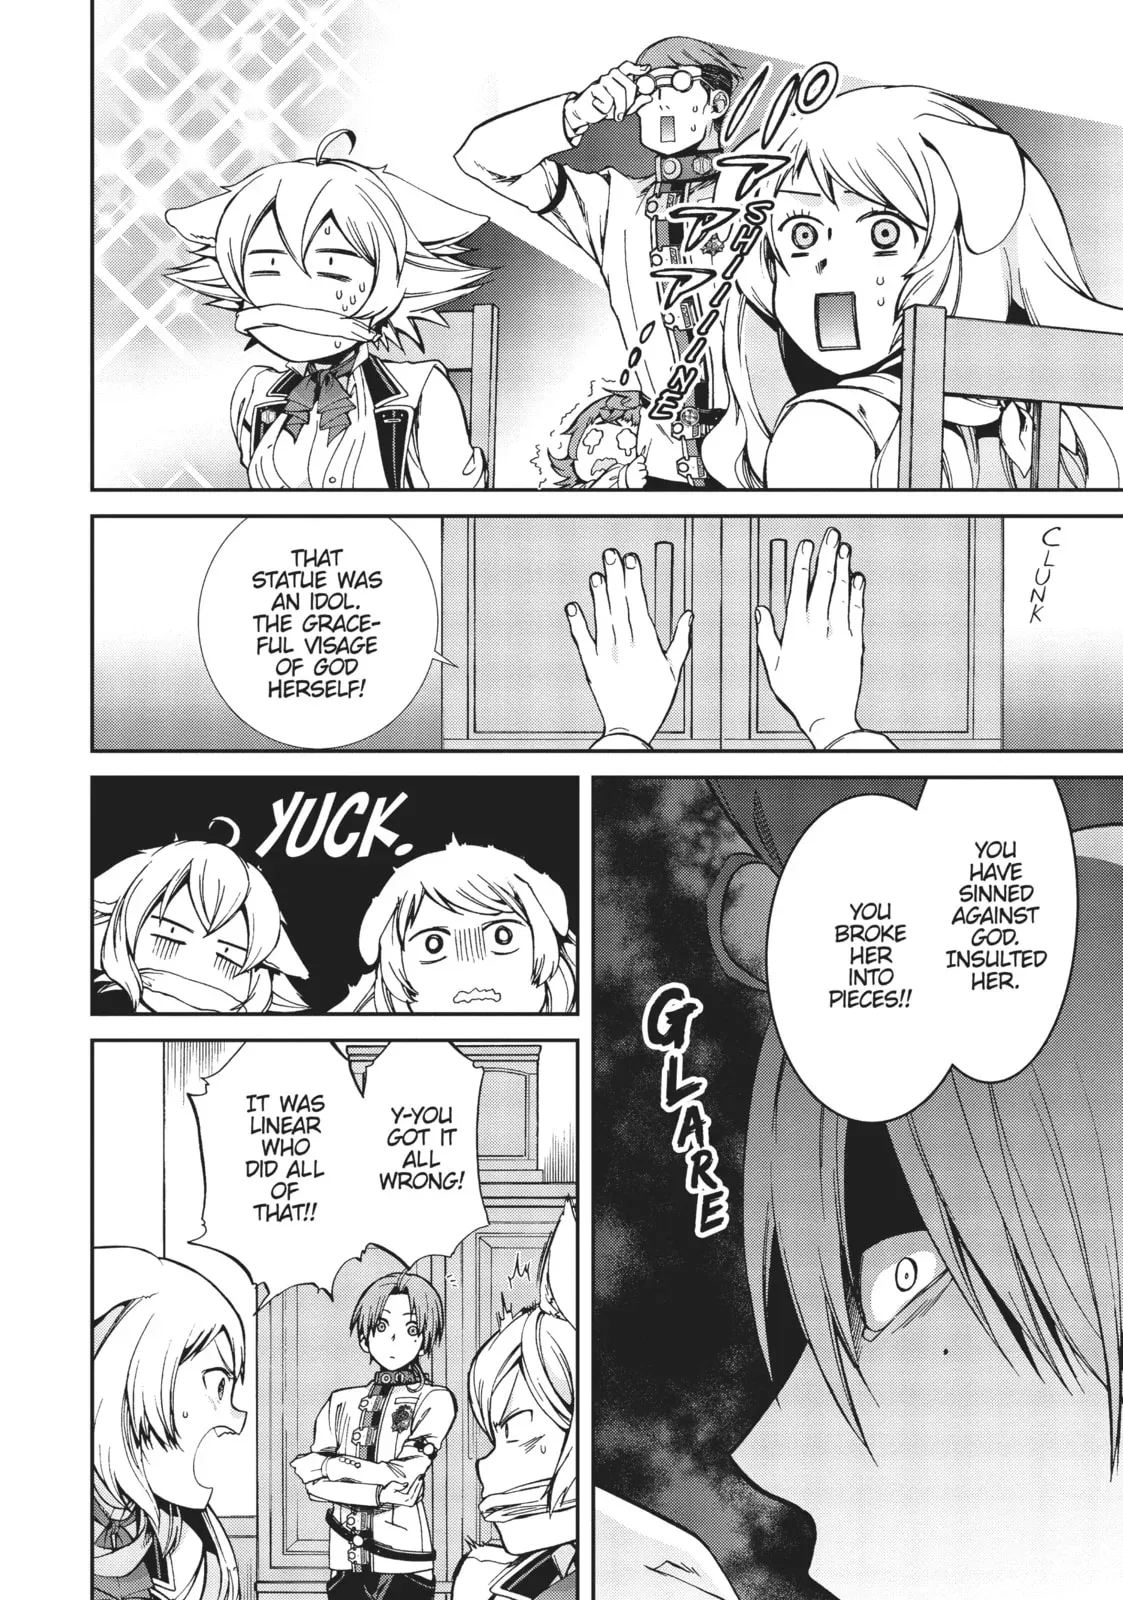 パアアアッ
SHIIIINE
CLUNK
THAT
STATUE WAS
AN IDOL.
THE GRACE-
FUL VISAGE
OF GOD
HERSELF!
YOU
HAVE
SINNED
AGAINST
GOD.
INSULTED
HER.
YOU
BROKE
HER
INTO
PIECES!!
GLARE
YUCK.
Y-YOU
GOT IT
ALL
WRONG!
IT WAS
LINEAR
WHO
DID ALL
OF
THAT!!